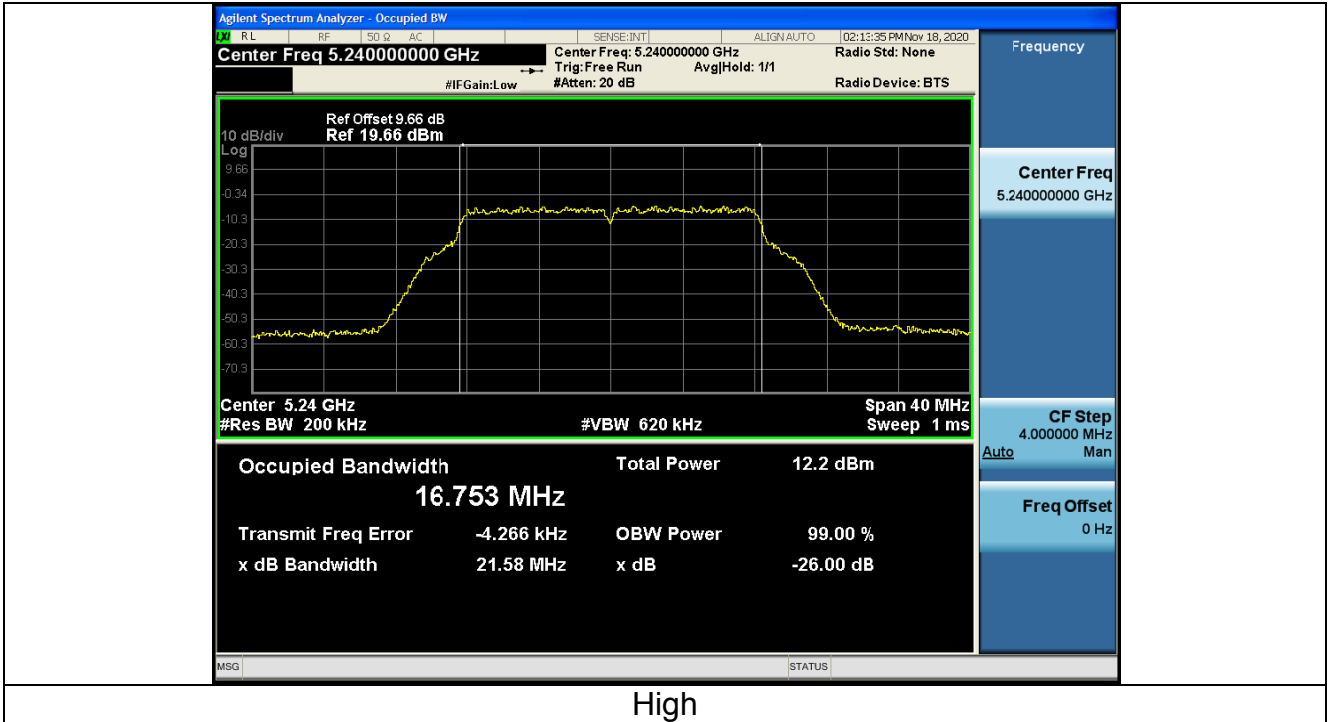 Agilent Spectrum Analyzer - Occupied BW
LXI RL RF 50 Ω AC SENSE:INT ALIGN AUTO 02:13:35 PM Nov 18, 2020
Center Freq 5.240000000 GHz
Center Freq: 5.240000000 GHz Radio Std: None
Trig: Free Run Avg|Hold: 1/1
#IFGain:Low #Atten: 20 dB Radio Device: BTS
Ref Offset 9.66 dB
10 dB/div Ref 19.66 dBm
Log
9.66
-0.34
-10.3
-20.3
-30.3
-40.3
-50.3
-60.3
-70.3
Center 5.24 GHz Span 40 MHz
#Res BW 200 kHz #VBW 620 kHz Sweep 1 ms
Occupied Bandwidth Total Power 12.2 dBm
16.753 MHz
Transmit Freq Error -4.266 kHz OBW Power 99.00 %
x dB Bandwidth 21.58 MHz x dB -26.00 dB
MSG STATUS
Frequency
Center Freq
5.240000000 GHz
CF Step
4.000000 MHz
Auto Man
Freq Offset
0 Hz
High